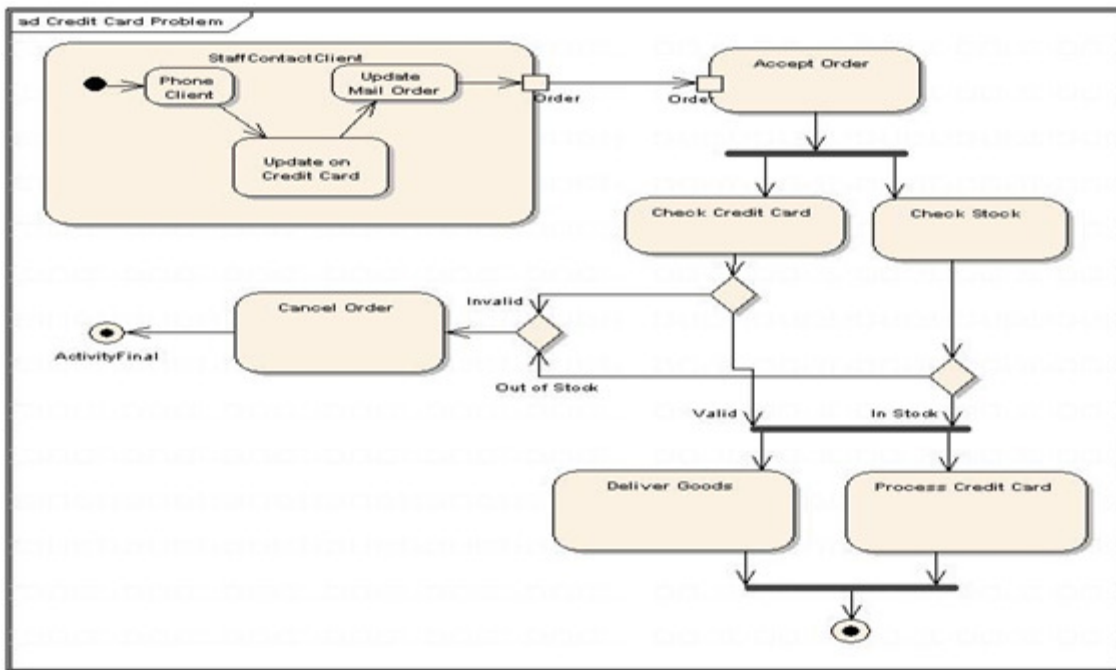 ad Credit Card Problem
StaffContactClient
Phone
Client
Update
Mail Order
Update on
Credit Card
Order
Order
Accept Order
Check Credit Card
Check Stock
Invalid
Cancel Order
ActivityFinal
Out of Stock
Valid
In Stock
Deliver Goods
Process Credit Card